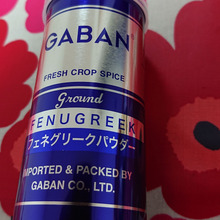 GABAN®
FRESH CROP SPICE
Ground
FENUGREEK
フェネグリークパウダー
IMPORTED & PACKED BY
GABAN CO., LTD.